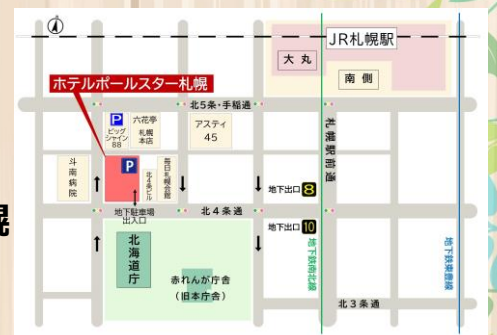 JR札幌駅
大丸
南側
ホテルポールスター札幌
北5条・手稲通
P
ビッグ
シャイン
88
六花亭
札幌
本店
アスティ
45
札幌駅前通
斗南病院
P
北4条ビル
毎日札幌会館
地下出口 8
地下駐車場
出入口
北4条通
地下出口 10
幌
北海道庁
赤れんが庁舎
(旧本庁舎)
地下鉄南北線
地下鉄東豊線
北3条通